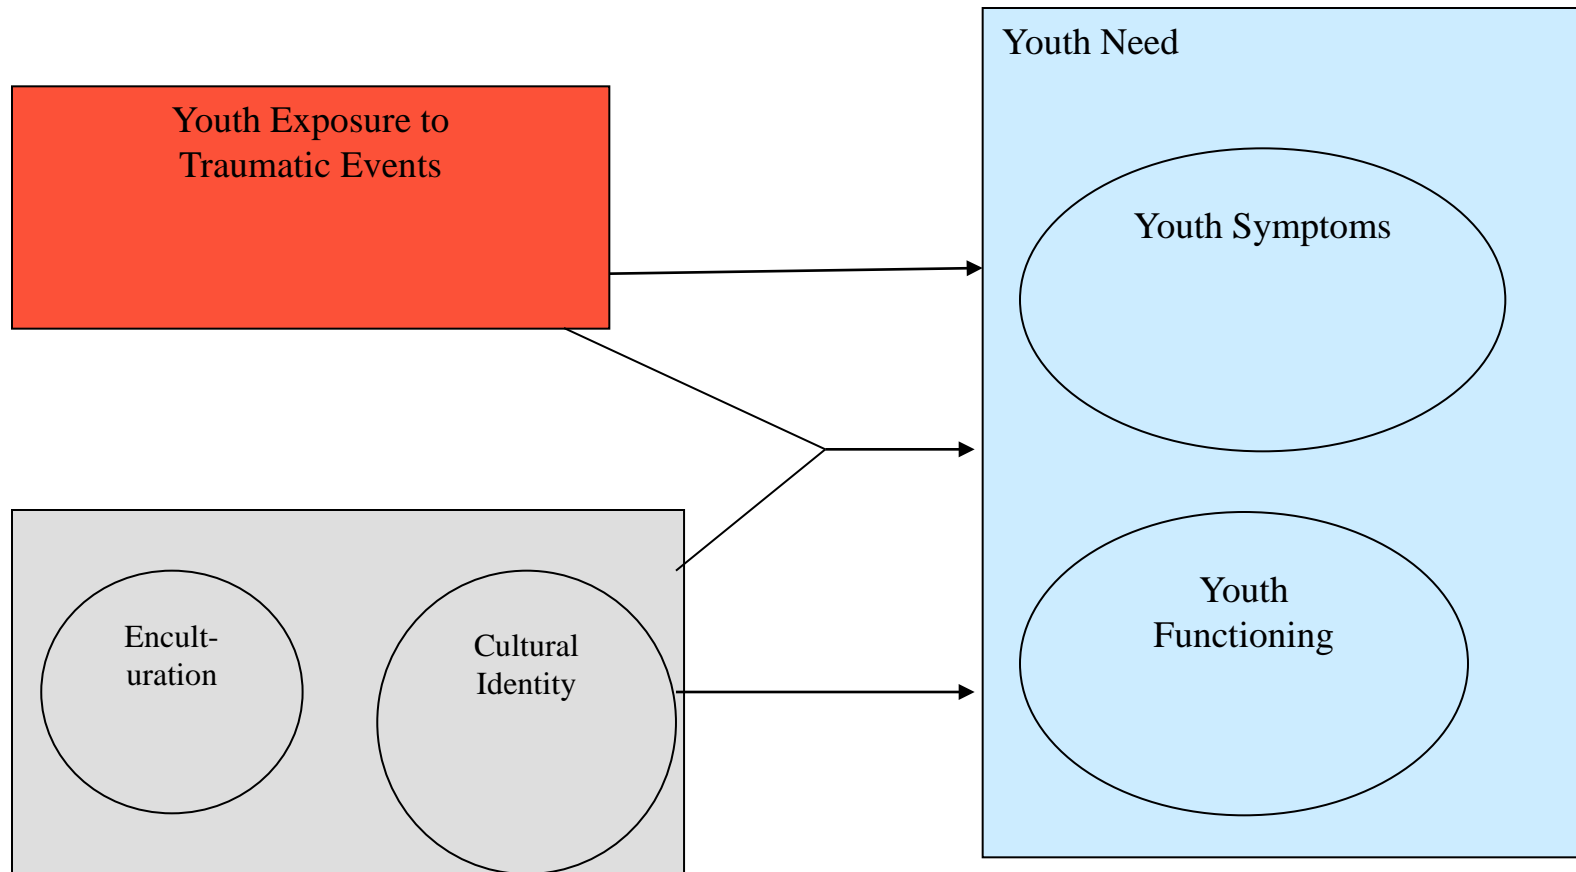 Youth Need
Youth Exposure to
Traumatic Events
Youth Symptoms
Encult-
uration
Cultural
Identity
Youth
Functioning